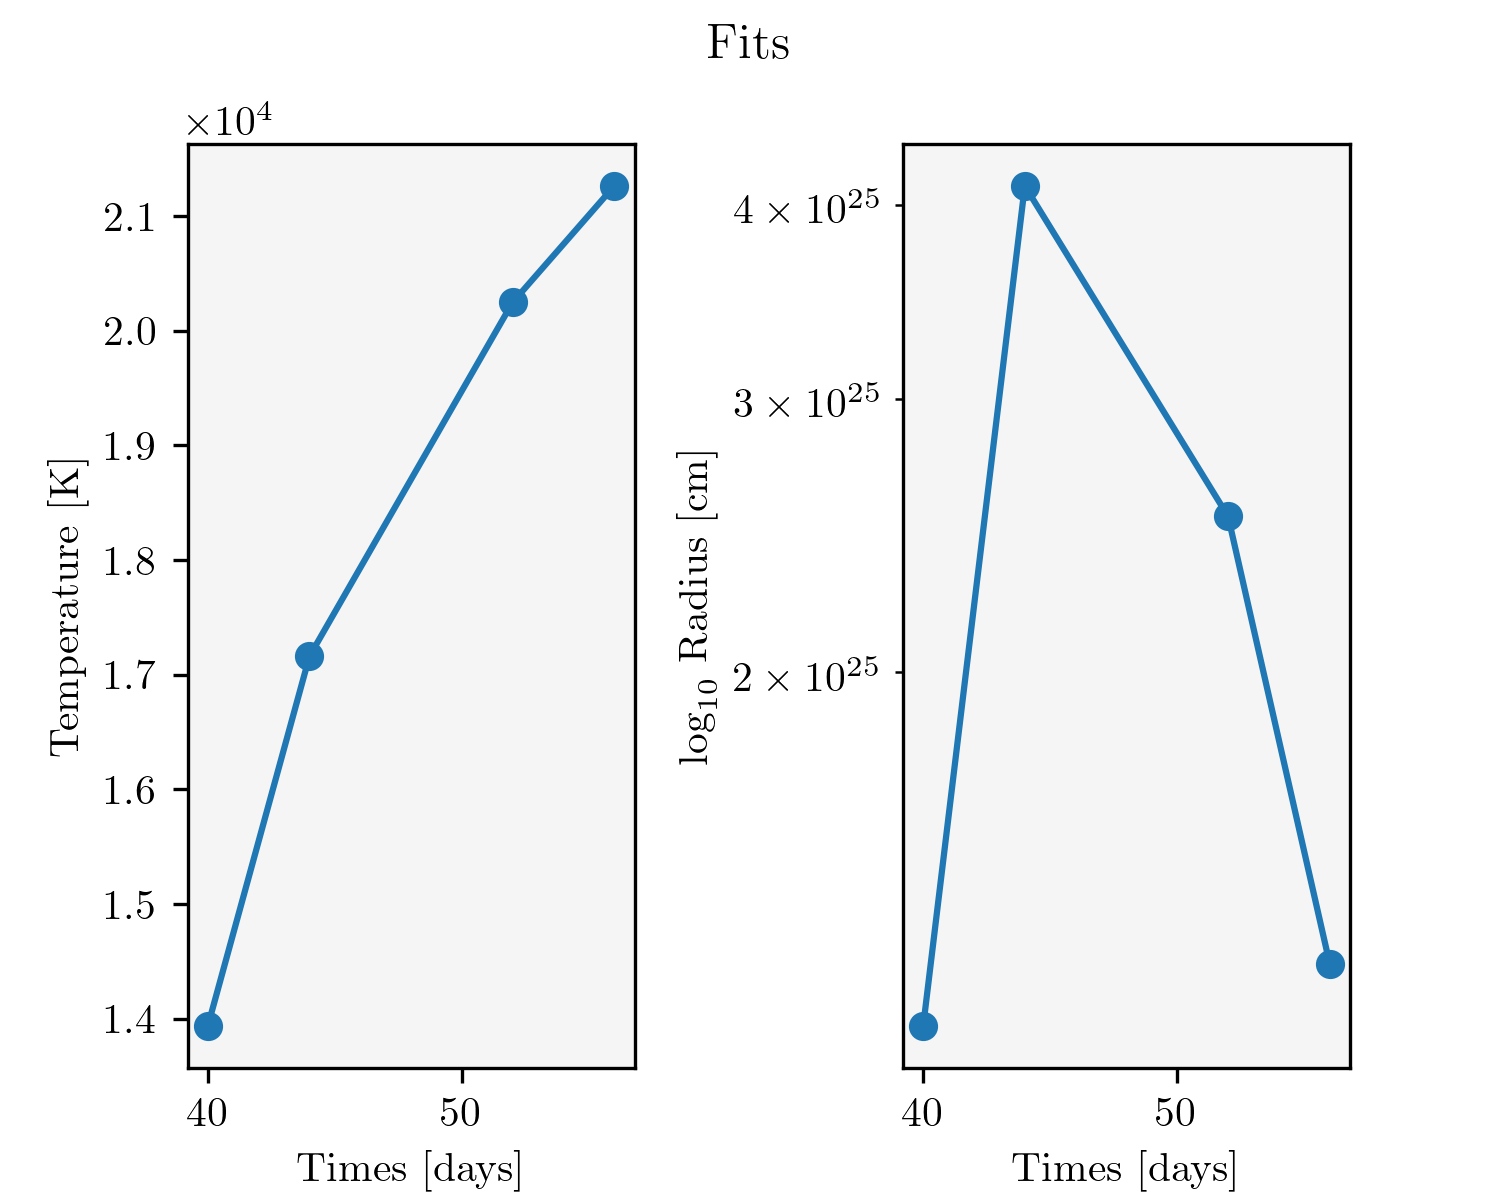 Fits
×10⁴
2.1
2.0
1.9
1.8
1.7
1.6
1.5
1.4
Temperature [K]
40 50
Times [days]
4 × 10²⁵
3 × 10²⁵
2 × 10²⁵
log₁₀ Radius [cm]
40 50
Times [days]